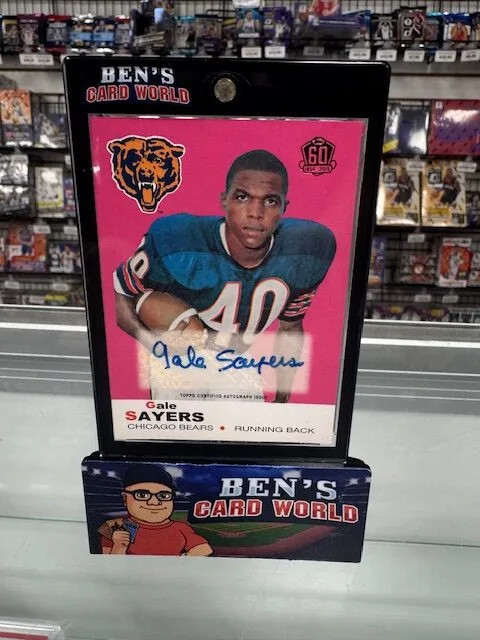 BEN'S
CARD WORLD
60
40
40
Gale Sayers
TOPPS CERTIFIED AUTOGRAPH ISSUE
Gale
SAYERS
CHICAGO BEARS • RUNNING BACK
BEN'S
CARD WORLD